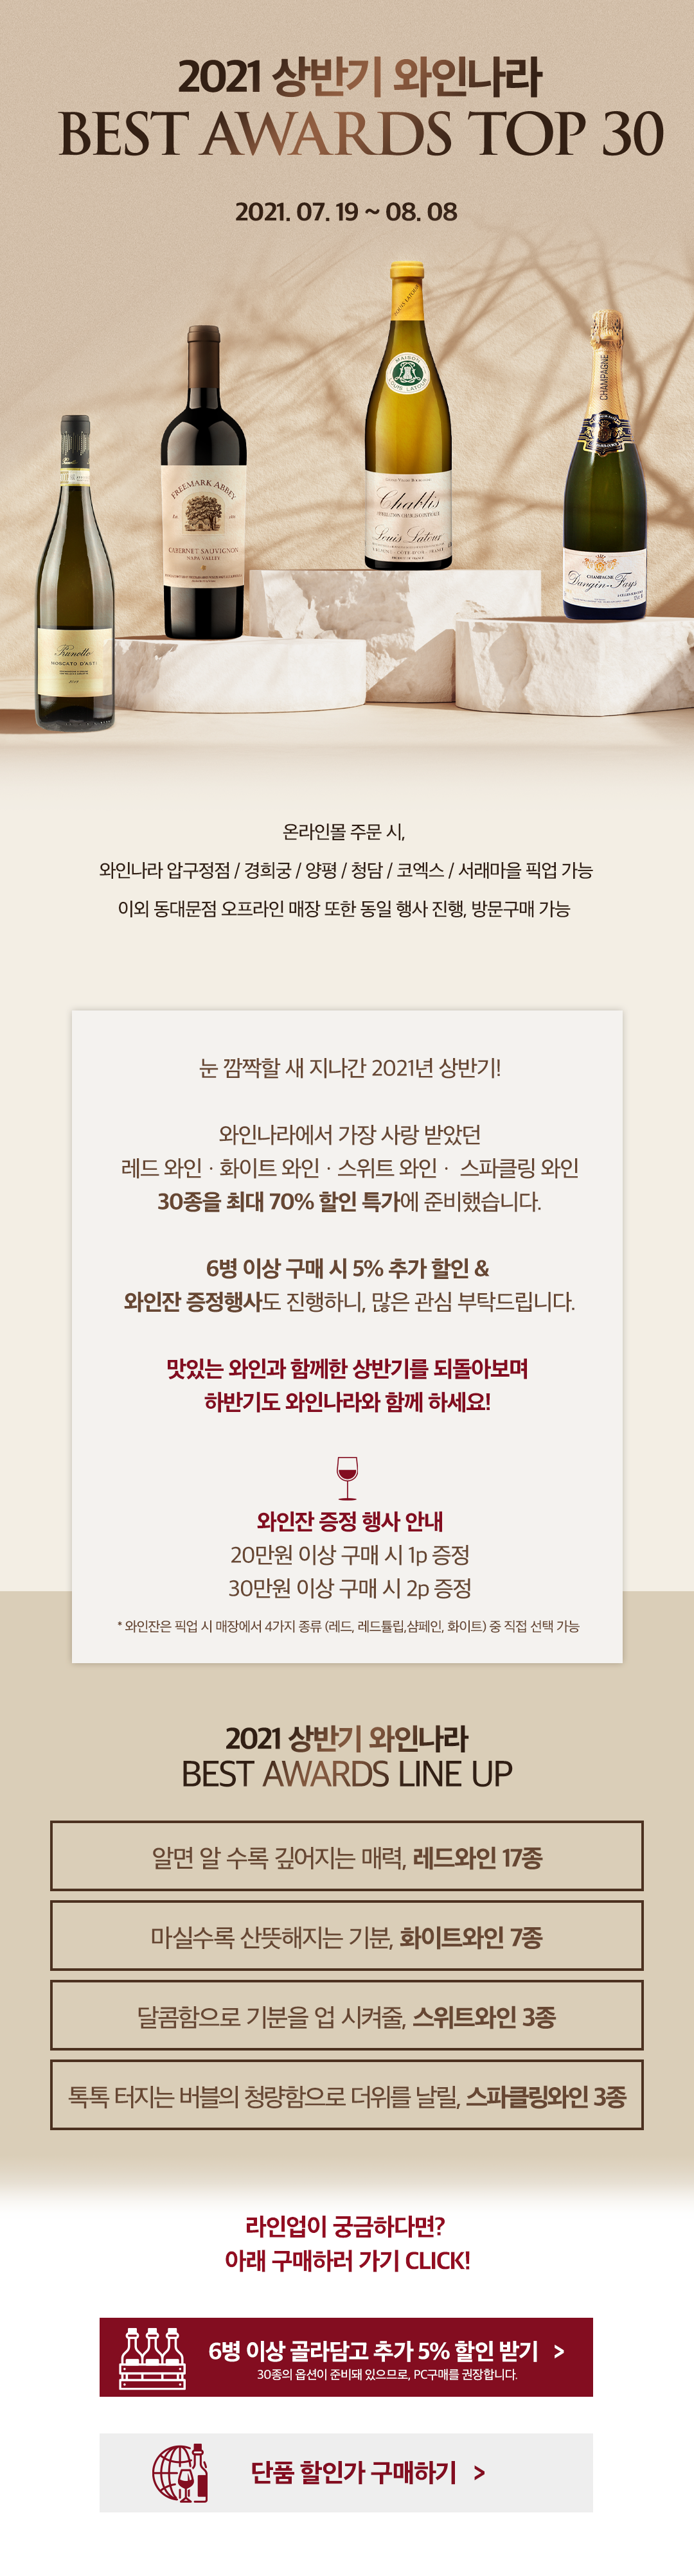 2021 상반기 와인나라
BEST AWARDS TOP 30
2021. 07. 19 ~ 08. 08
CHAMPAGNE
MAISON
LOUIS LATOUR
FREEMARK ABBEY
CABERNET SAUVIGNON
NAPA VALLEY
Chablis
Louis Latour
CHAMPAGNE
Dangin-Fays
Prunotto
MOSCATO D'ASTI
온라인몰 주문 시,
와인나라 압구정점 / 경희궁 / 양평 / 청담 / 코엑스 / 서래마을 픽업 가능
이외 동대문점 오프라인 매장 또한 동일 행사 진행, 방문구매 가능
눈 깜짝할 새 지나간 2021년 상반기!
와인나라에서 가장 사랑 받았던
레드 와인 · 화이트 와인 · 스위트 와인 · 스파클링 와인
30종을 최대 70% 할인 특가에 준비했습니다.
6병 이상 구매 시 5% 추가 할인 &
와인잔 증정행사도 진행하니, 많은 관심 부탁드립니다.
맛있는 와인과 함께한 상반기를 되돌아보며
하반기도 와인나라와 함께 하세요!
와인잔 증정 행사 안내
20만원 이상 구매 시 1p 증정
30만원 이상 구매 시 2p 증정
* 와인잔은 픽업 시 매장에서 4가지 종류 (레드, 레드튤립,샴페인, 화이트) 중 직접 선택 가능
2021 상반기 와인나라
BEST AWARDS LINE UP
알면 알 수록 깊어지는 매력, 레드와인 17종
마실수록 산뜻해지는 기분, 화이트와인 7종
달콤함으로 기분을 업 시켜줄, 스위트와인 3종
톡톡 터지는 버블의 청량함으로 더위를 날릴, 스파클링와인 3종
라인업이 궁금하다면?
아래 구매하러 가기 CLICK!
6병 이상 골라담고 추가 5% 할인 받기 >
30종의 옵션이 준비돼 있으므로, PC구매를 권장합니다.
단품 할인가 구매하기 >